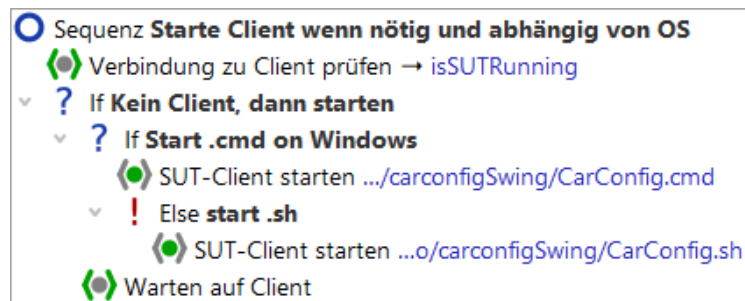 Sequenz Starte Client wenn nötig und abhängig von OS
Verbindung zu Client prüfen → isSUTRunning
? If Kein Client, dann starten
? If Start .cmd on Windows
SUT-Client starten .../carconfigSwing/CarConfig.cmd
! Else start .sh
SUT-Client starten ...o/carconfigSwing/CarConfig.sh
Warten auf Client